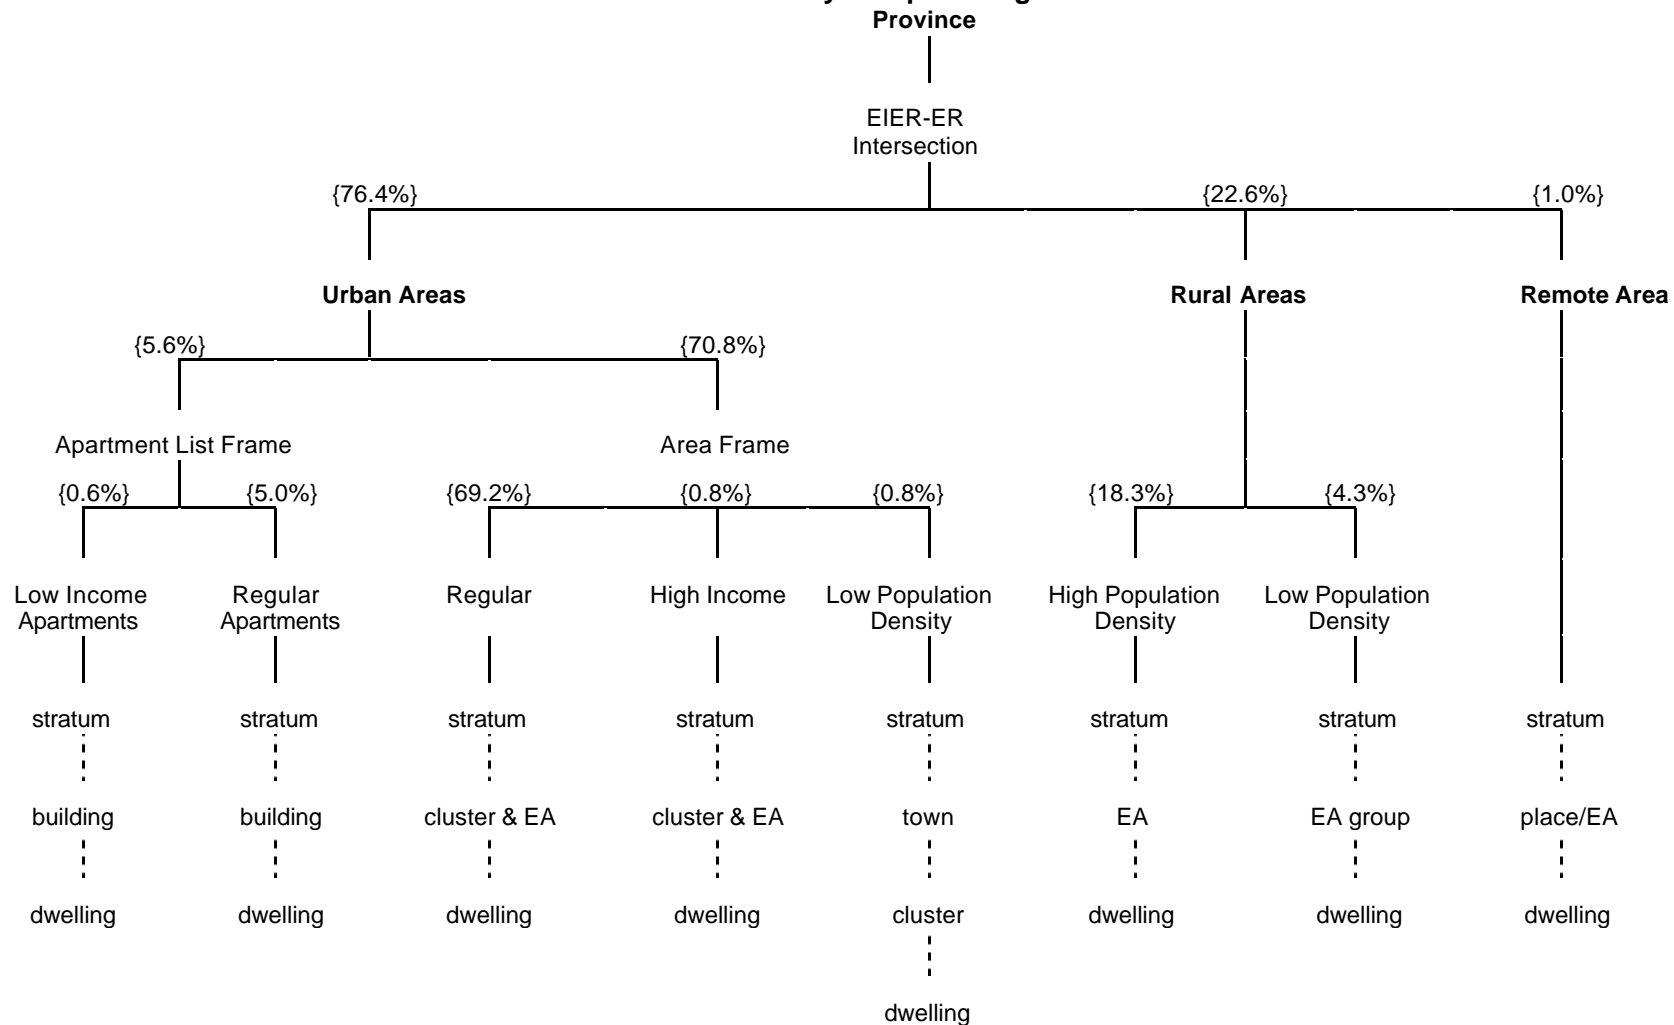 Province
EIER-ER
Intersection
{76.4%} {22.6%} {1.0%}
Urban Areas Rural Areas Remote Area
{5.6%} {70.8%}
Apartment List Frame Area Frame
{0.6%} {5.0%} {69.2%} {0.8%} {0.8%} {18.3%} {4.3%}
Low Income Regular Regular High Income Low Population High Population Low Population
Apartments Apartments Density Density Density
stratum stratum stratum stratum stratum stratum stratum stratum
building building cluster & EA cluster & EA town EA EA group place/EA
dwelling dwelling dwelling dwelling cluster dwelling dwelling dwelling
dwelling